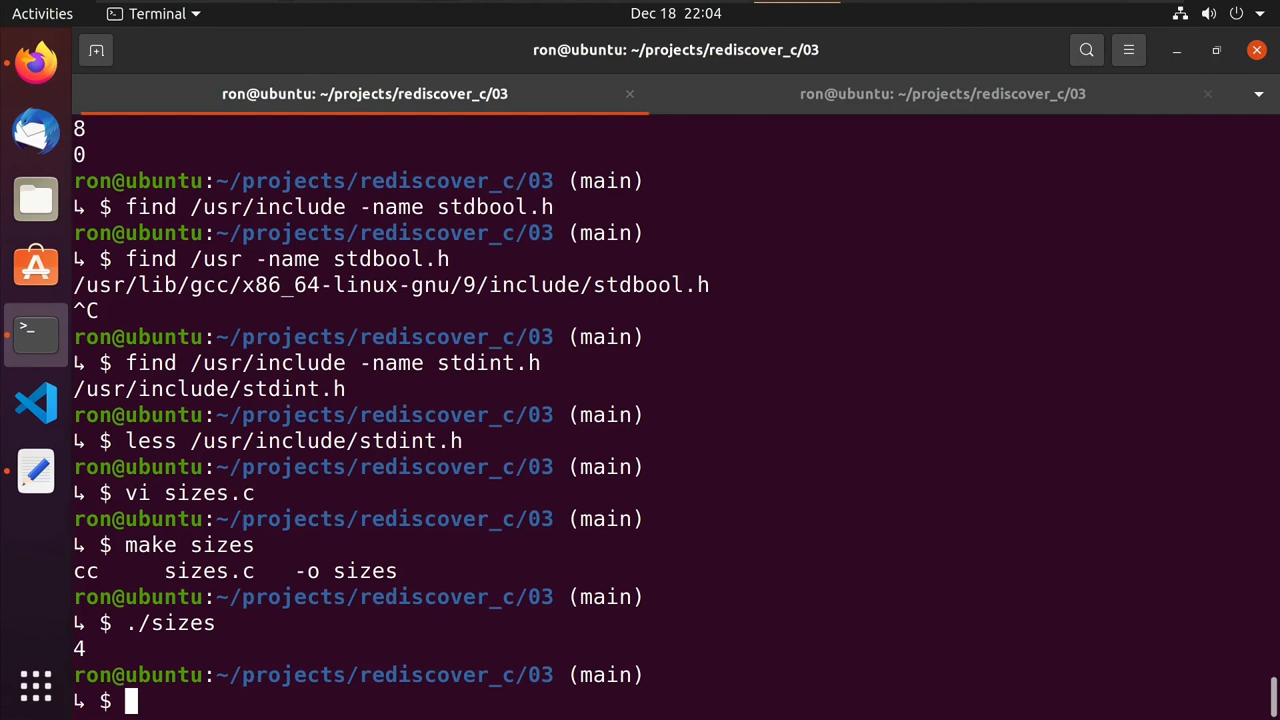 Activities
Terminal
Dec 18 22:04
ron@ubuntu: ~/projects/rediscover_c/03
ron@ubuntu: ~/projects/rediscover_c/03
ron@ubuntu: ~/projects/rediscover_c/03
8
0
ron@ubuntu:~/projects/rediscover_c/03 (main)
↳ $ find /usr/include -name stdbool.h
ron@ubuntu:~/projects/rediscover_c/03 (main)
↳ $ find /usr -name stdbool.h
/usr/lib/gcc/x86_64-linux-gnu/9/include/stdbool.h
^C
ron@ubuntu:~/projects/rediscover_c/03 (main)
↳ $ find /usr/include -name stdint.h
/usr/include/stdint.h
ron@ubuntu:~/projects/rediscover_c/03 (main)
↳ $ less /usr/include/stdint.h
ron@ubuntu:~/projects/rediscover_c/03 (main)
↳ $ vi sizes.c
ron@ubuntu:~/projects/rediscover_c/03 (main)
↳ $ make sizes
cc     sizes.c   -o sizes
ron@ubuntu:~/projects/rediscover_c/03 (main)
↳ $ ./sizes
4
ron@ubuntu:~/projects/rediscover_c/03 (main)
↳ $